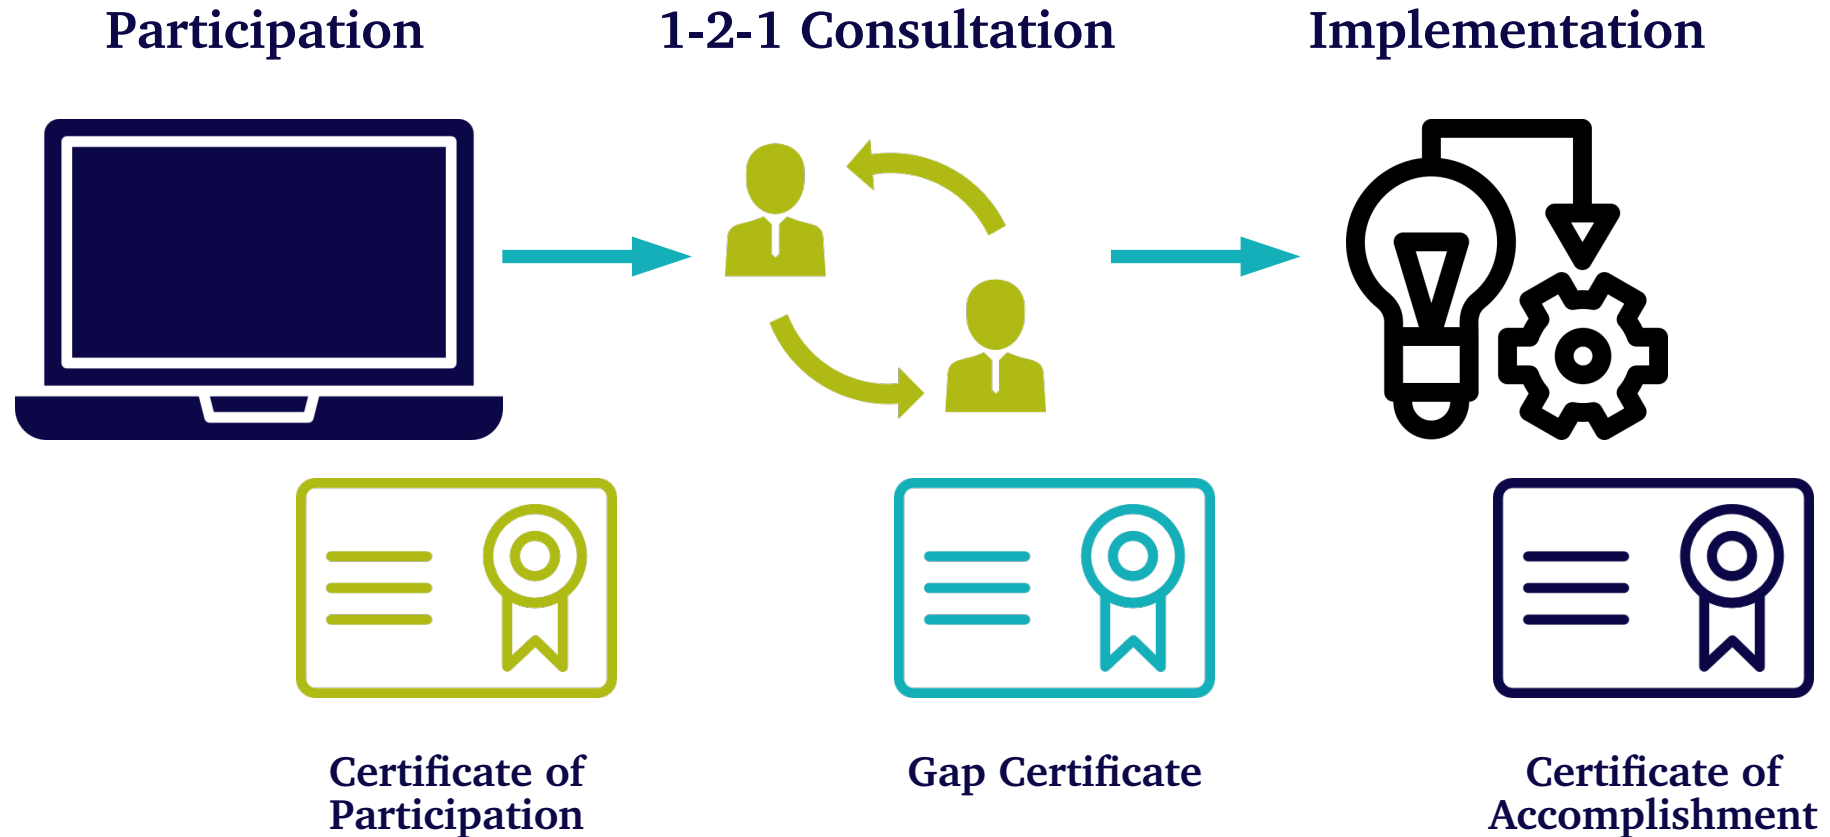 Participation
1-2-1 Consultation
Implementation
Certificate of
Participation
Gap Certificate
Certificate of
Accomplishment